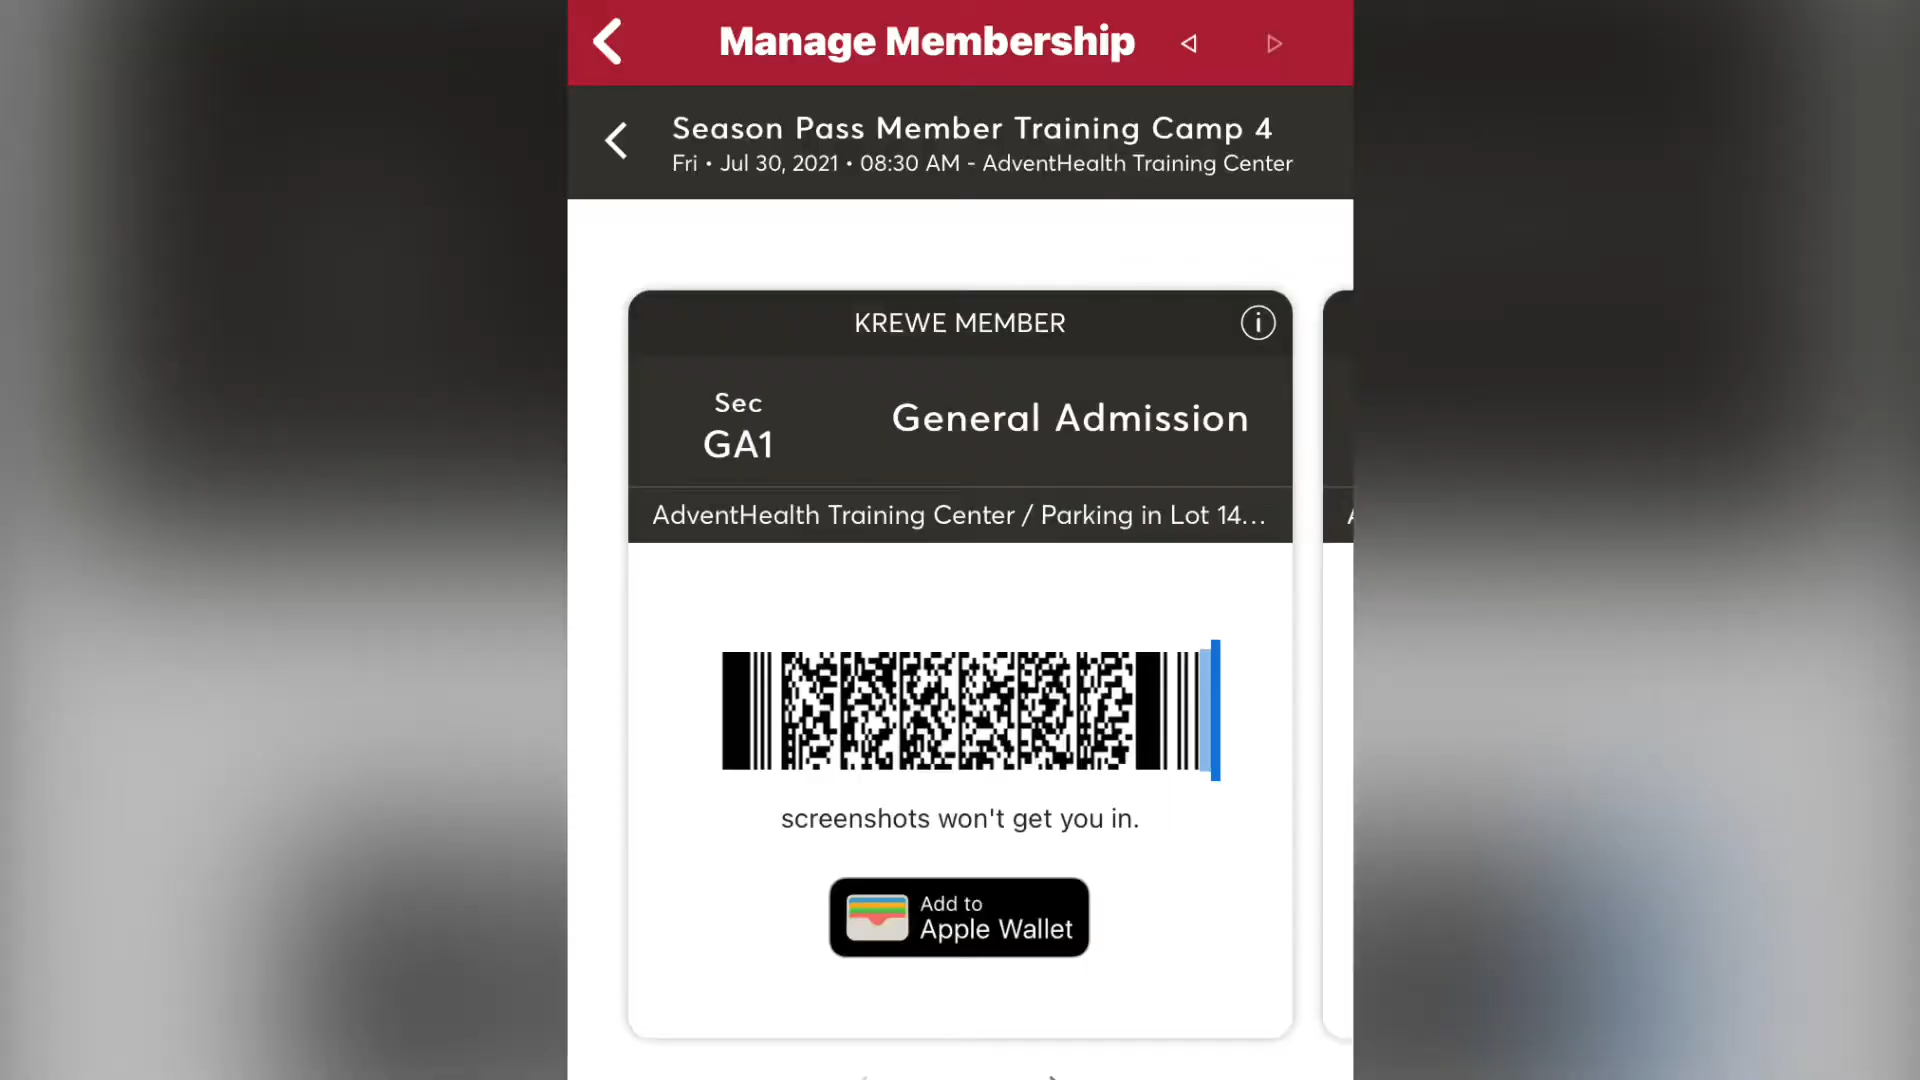 Manage Membership
Season Pass Member Training Camp 4
Fri • Jul 30, 2021 • 08:30 AM - AdventHealth Training Center
KREWE MEMBER
Sec
GA1
General Admission
AdventHealth Training Center / Parking in Lot 14...
screenshots won't get you in.
Add to
Apple Wallet